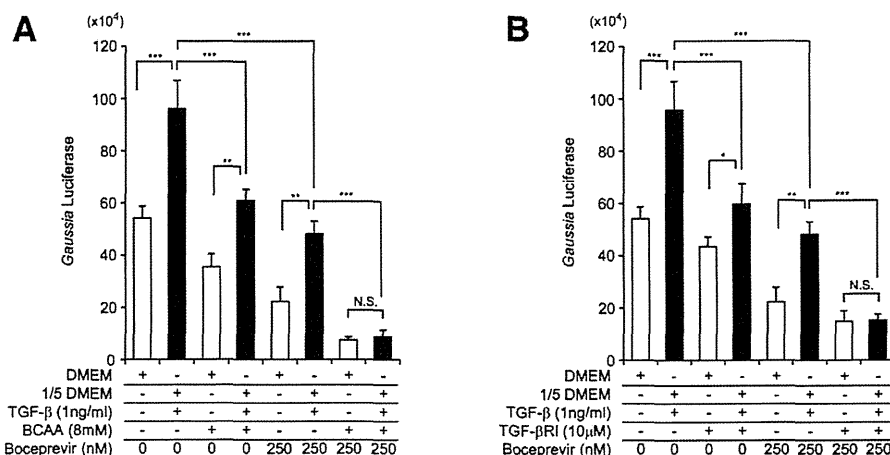 A
(x10⁴)
Gaussia Luciferase
120
100
80
60
40
20
0
***
***
***
**
**
***
N.S.
DMEM + - + - + - + -
1/5 DMEM - + - + - + - +
TGF-β (1ng/ml) - + - + - + - +
BCAA (8mM) - - + + - - + +
Boceprevir (nM) 0 0 0 0 250 250 250 250
B
(x10⁴)
Gaussia Luciferase
120
100
80
60
40
20
0
***
***
***
*
**
***
N.S.
DMEM + - + - + - + -
1/5 DMEM - + - + - + - +
TGF-β (1ng/ml) - + - + - + - +
TGF-βRI (10μM) - - + + - - + +
Boceprevir (nM) 0 0 0 0 250 250 250 250